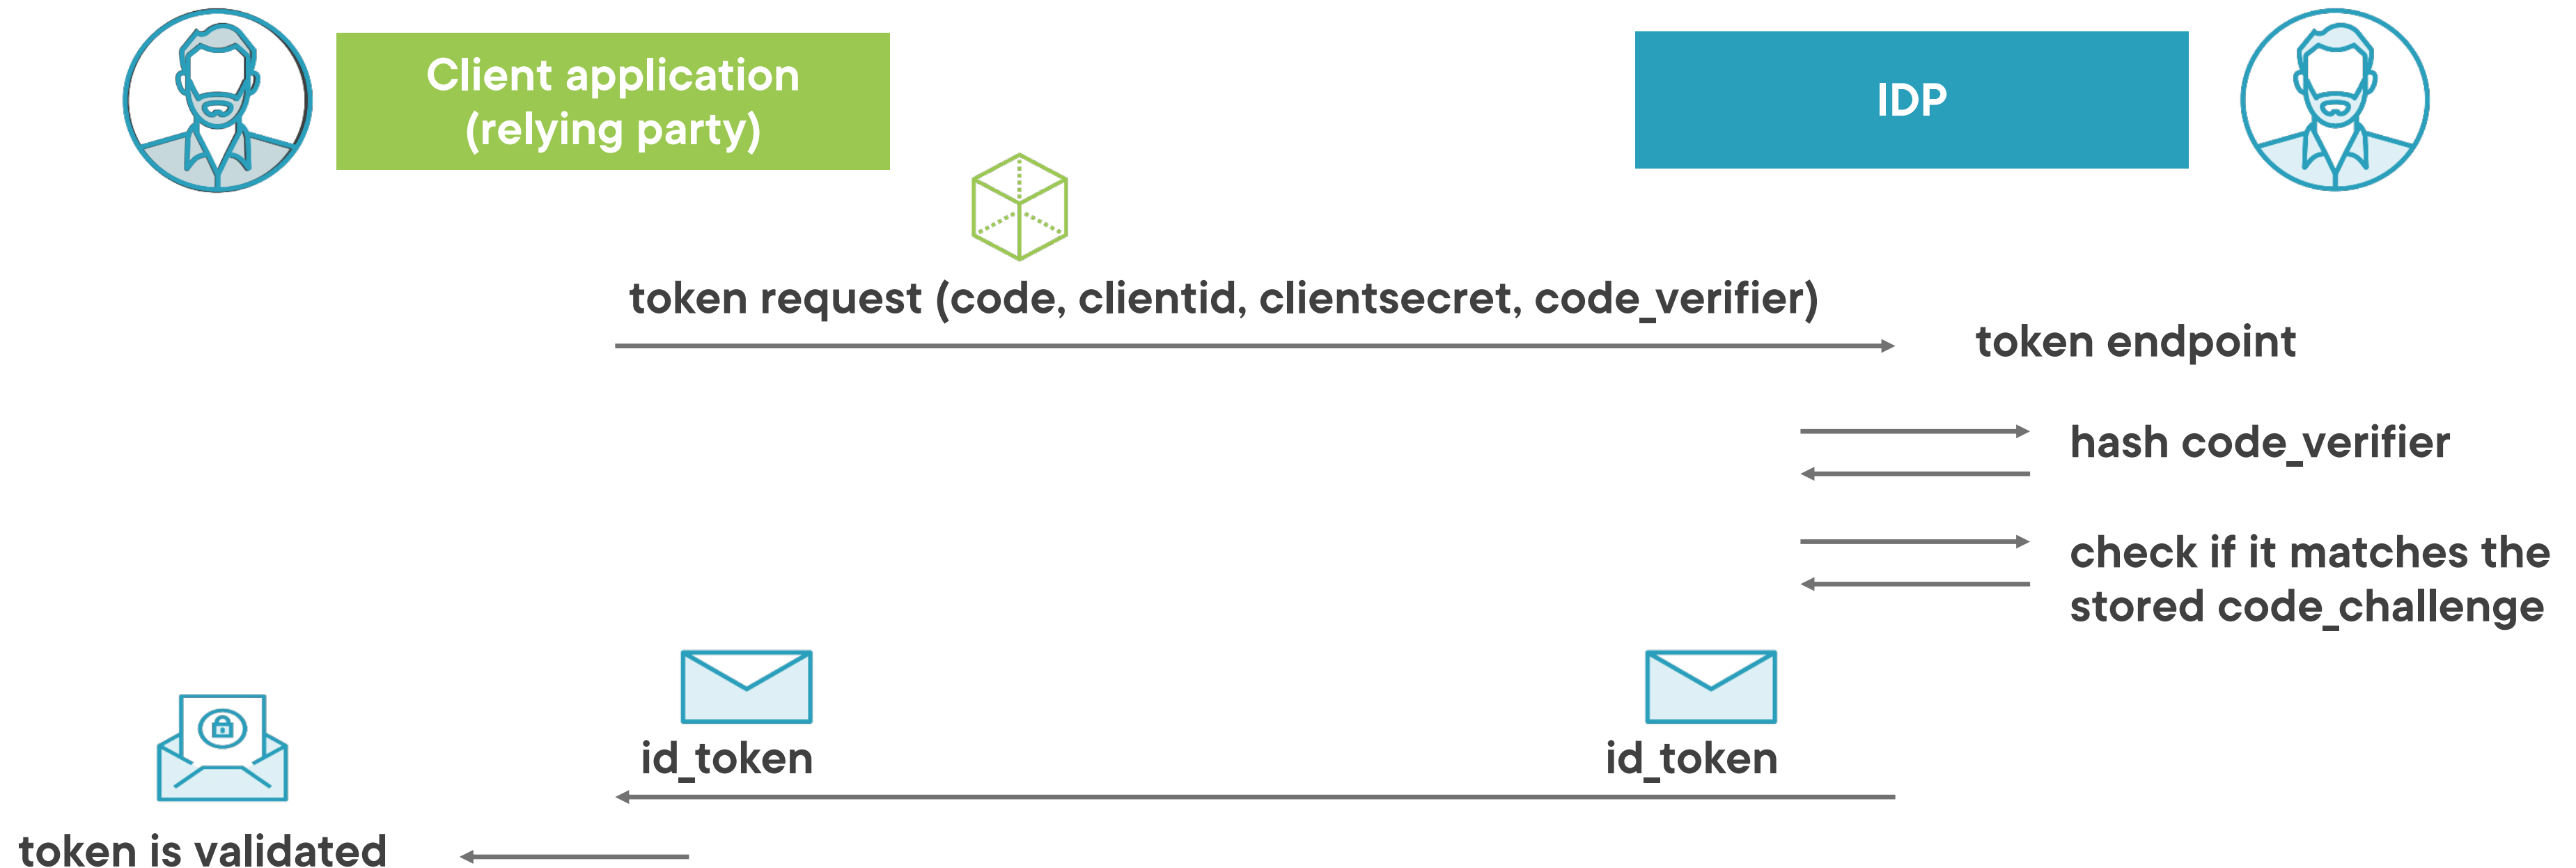 Client application
(relying party)
IDP
token request (code, clientid, clientsecret, code_verifier)
token endpoint
hash code_verifier
check if it matches the
stored code_challenge
id_token
id_token
token is validated